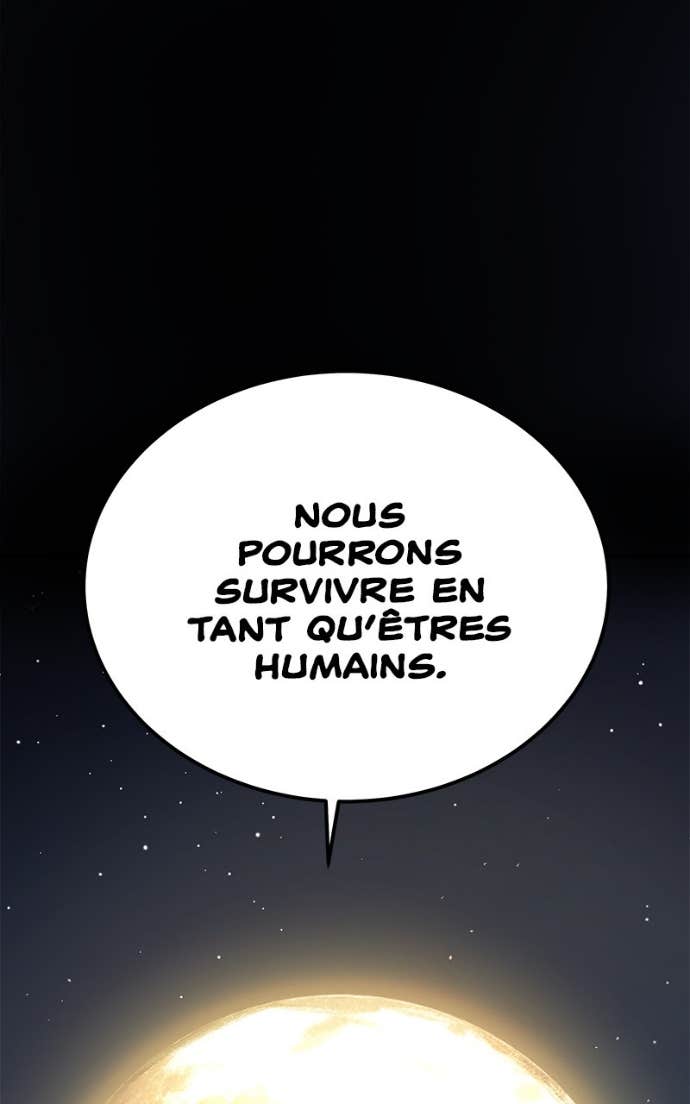 NOUS
POURRONS
SURVIVRE EN
TANT QU'ÊTRES
HUMAINS.